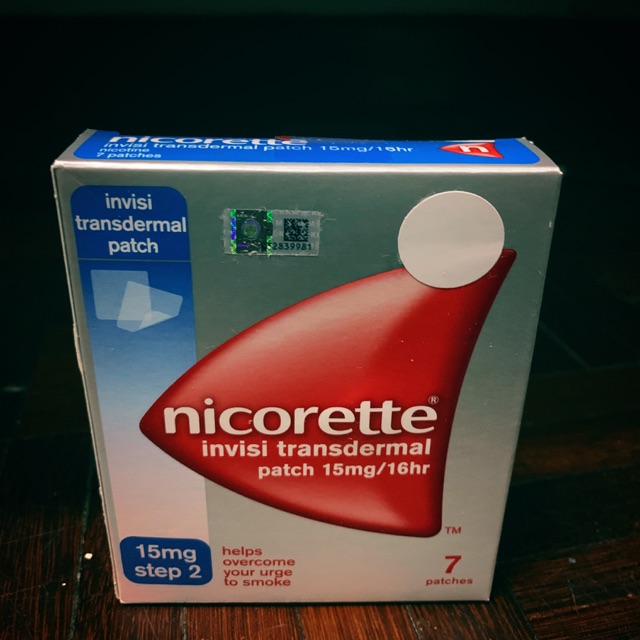 nicorette
invisi transdermal patch 15mg/16hr
nicotine
7 patches
n
invisi
transdermal
patch
2839981
nicorette®
invisi transdermal
patch 15mg/16hr
TM
15mg
step 2
helps
overcome
your urge
to smoke
7
patches